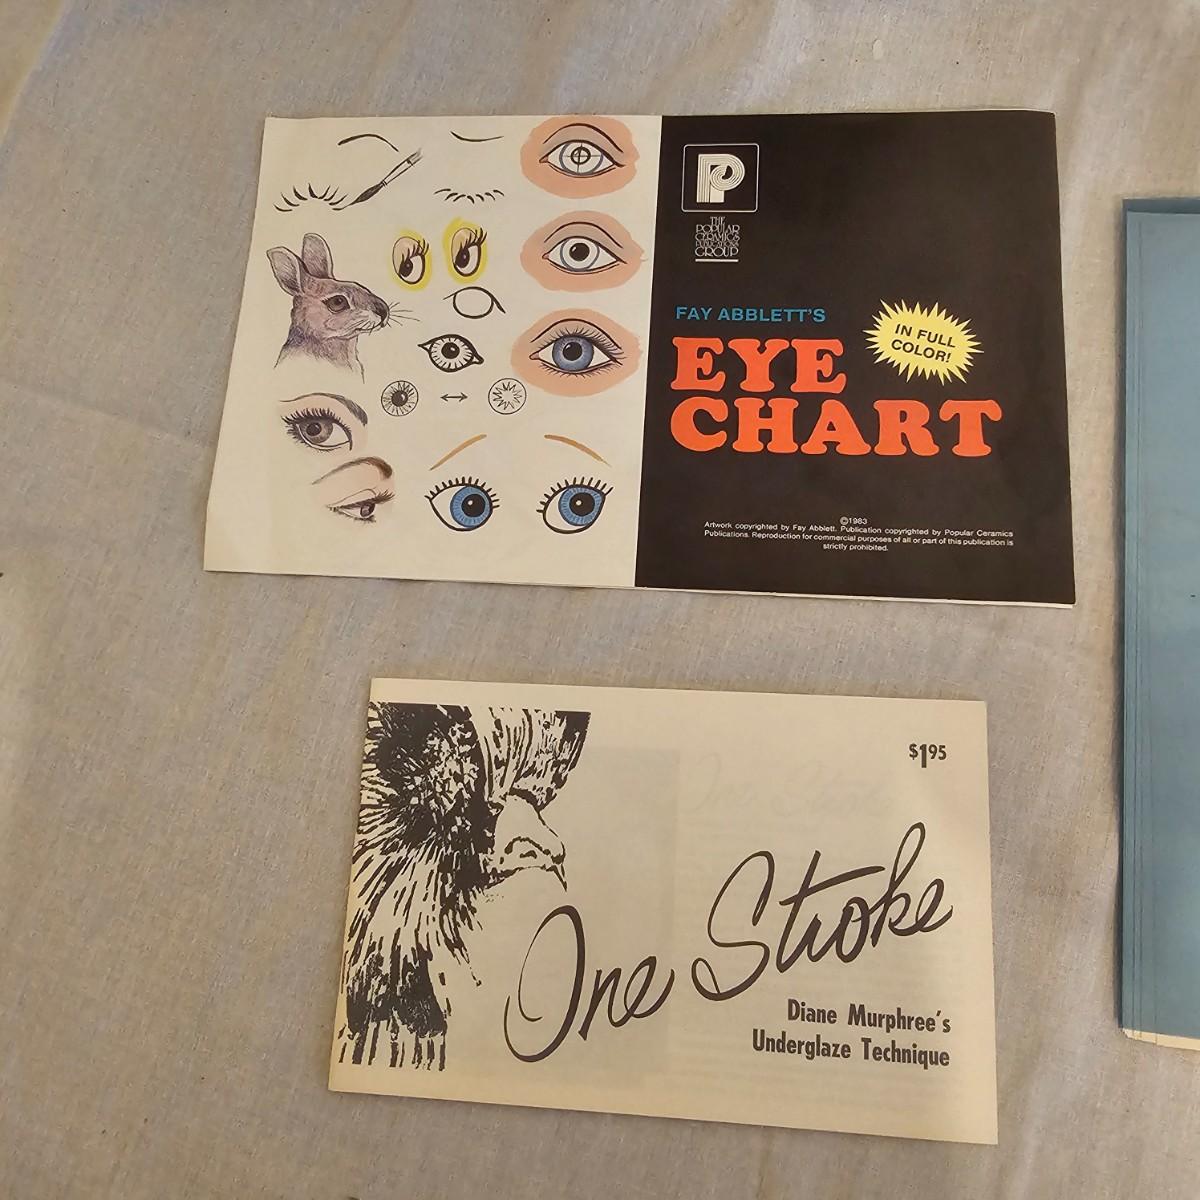 P
THE
POPULAR
CERAMICS
PUBLICATIONS
GROUP
FAY ABBLETT'S
EYE
CHART
IN FULL
COLOR!
©1983
Artwork copyrighted by Fay Abblett. Publication copyrighted by Popular Ceramics
Publications. Reproduction for commercial purposes of all or part of this publication is
strictly prohibited.
$1.95
One Stroke
Diane Murphree's
Underglaze Technique